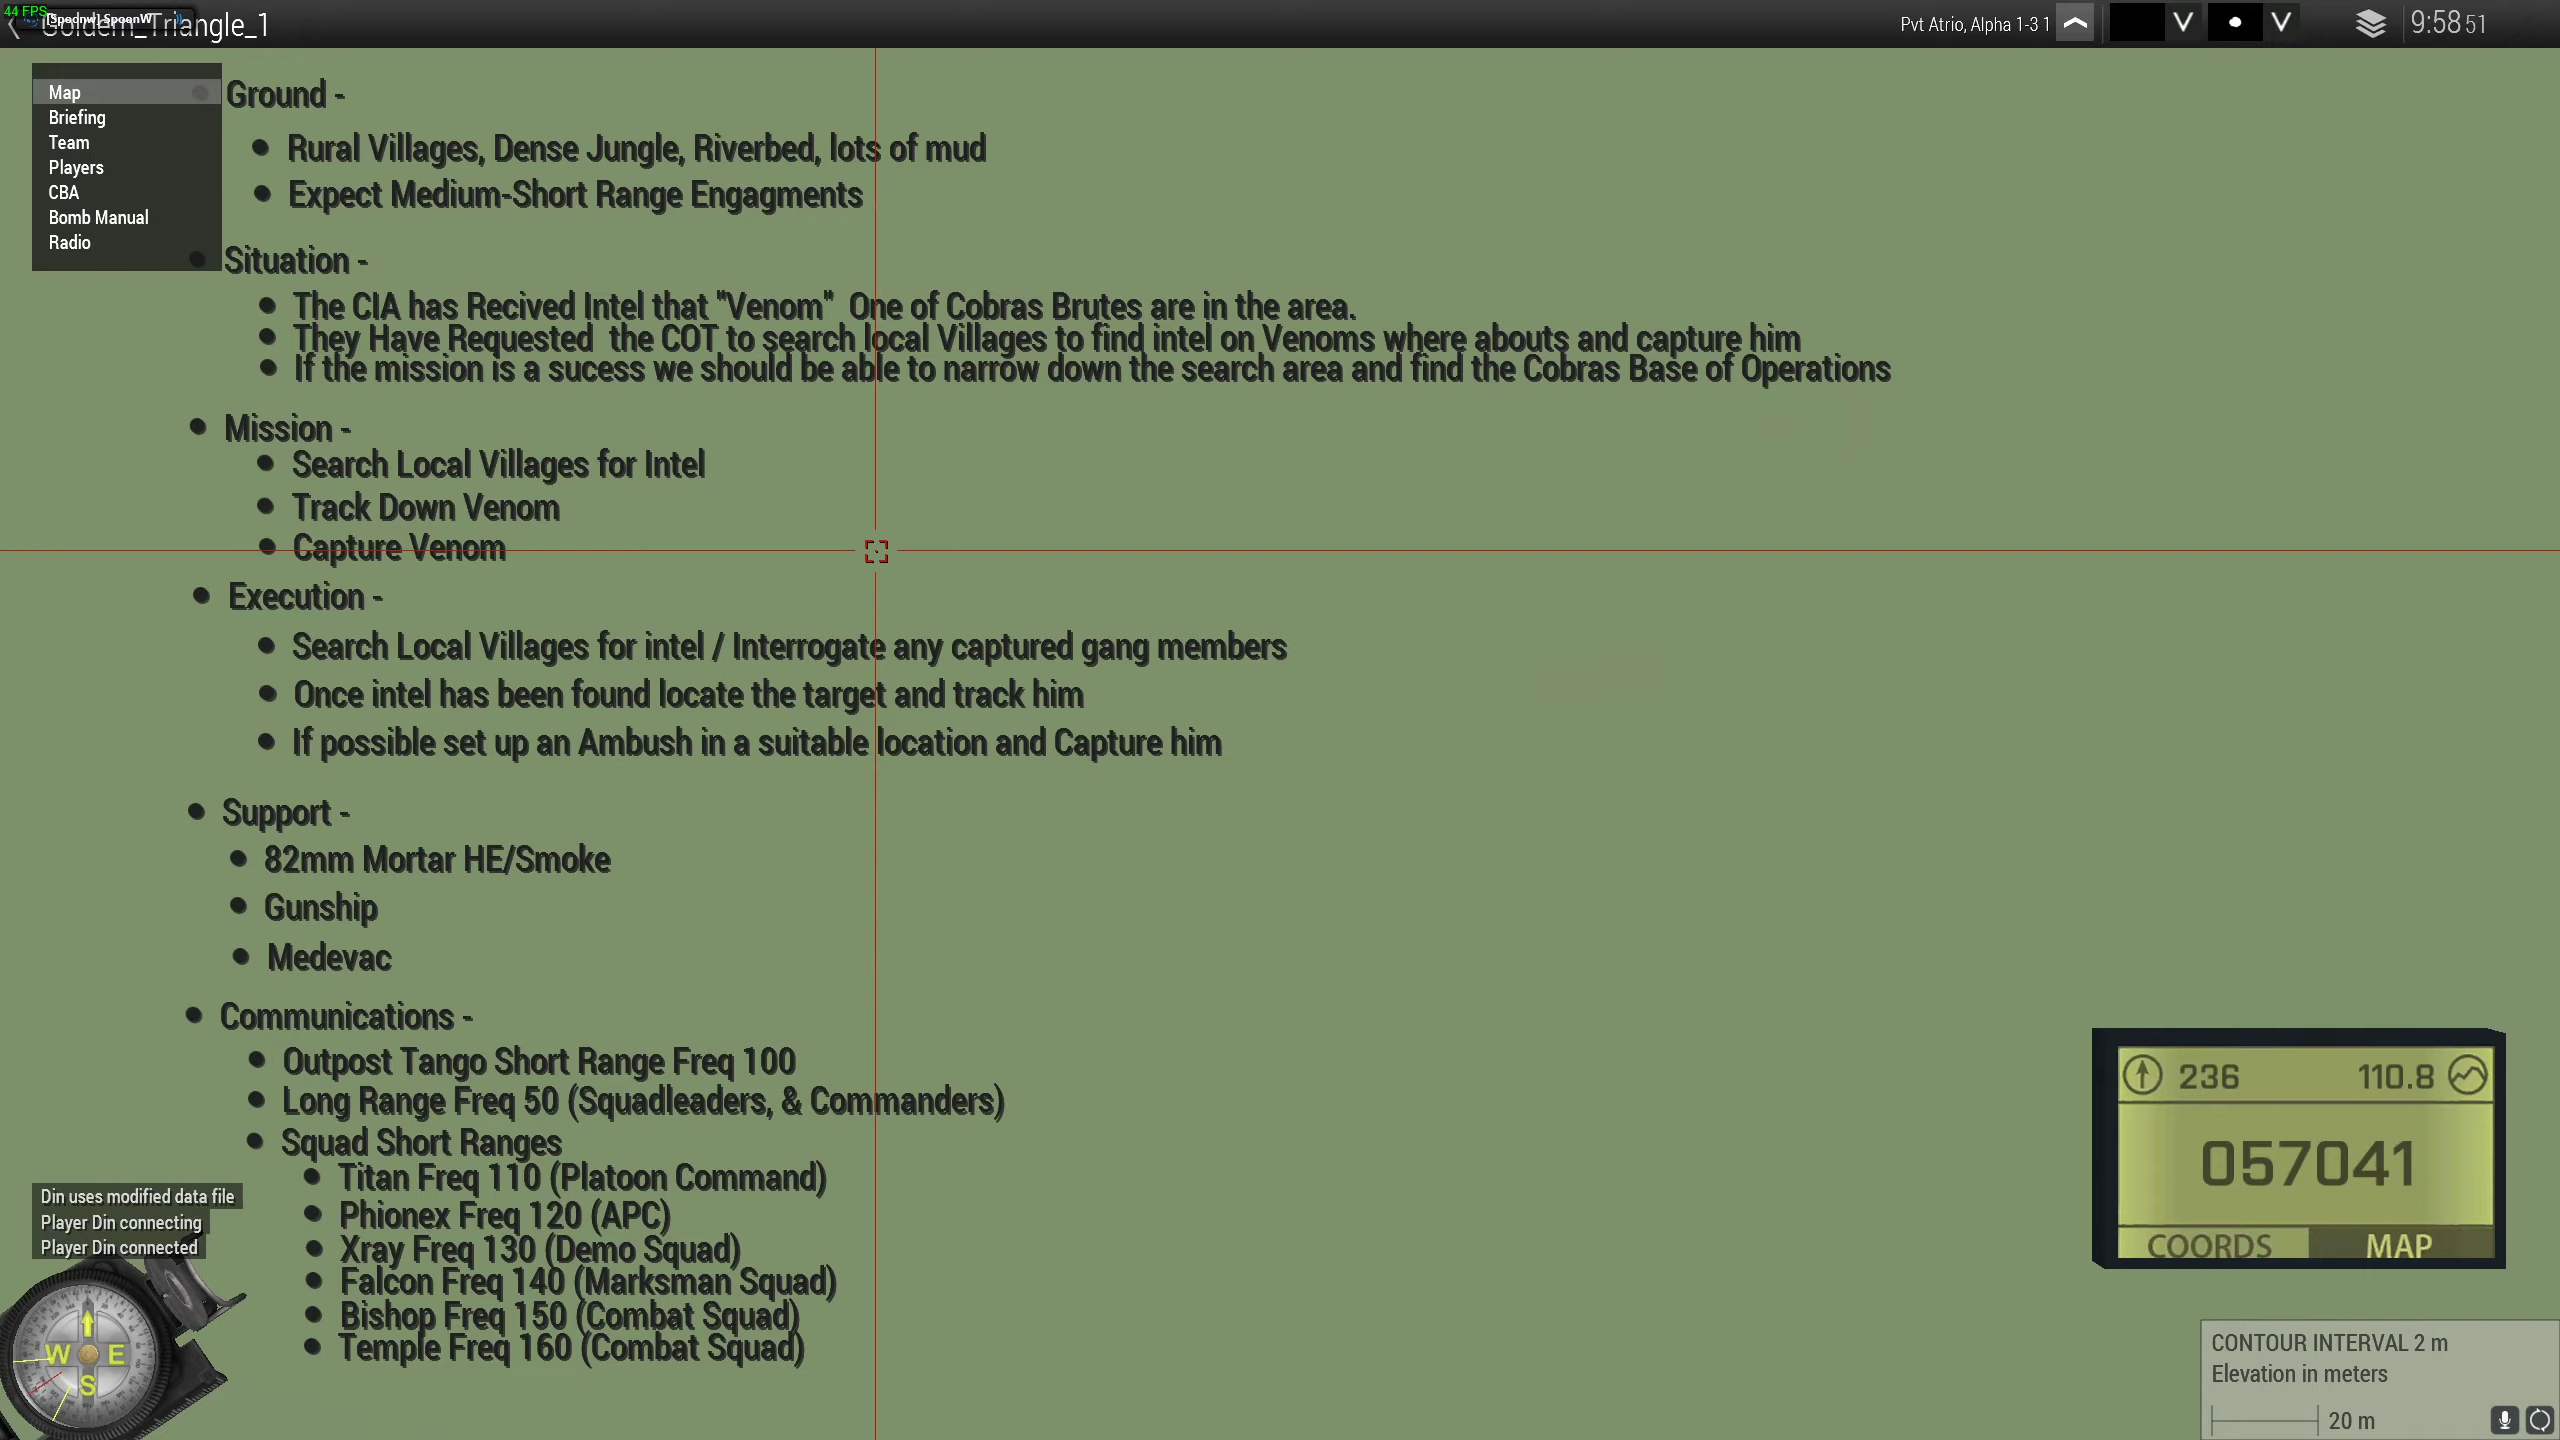 44 FPS
[Spoonw] SpoonW
Goldem_Triangle_1
Pvt Atrio, Alpha 1-3 1
9:58 51
Map
Briefing
Team
Players
CBA
Bomb Manual
Radio
Ground -
Rural Villages, Dense Jungle, Riverbed, lots of mud
Expect Medium-Short Range Engagments
Situation -
The CIA has Recived Intel that "Venom" One of Cobras Brutes are in the area.
They Have Requested the COT to search local Villages to find intel on Venoms where abouts and capture him
If the mission is a sucess we should be able to narrow down the search area and find the Cobras Base of Operations
Mission -
Search Local Villages for Intel
Track Down Venom
Capture Venom
Execution -
Search Local Villages for intel / Interrogate any captured gang members
Once intel has been found locate the target and track him
If possible set up an Ambush in a suitable location and Capture him
Support -
82mm Mortar HE/Smoke
Gunship
Medevac
Communications -
Outpost Tango Short Range Freq 100
Long Range Freq 50 (Squadleaders, & Commanders)
Squad Short Ranges
Titan Freq 110 (Platoon Command)
Phionex Freq 120 (APC)
Xray Freq 130 (Demo Squad)
Falcon Freq 140 (Marksman Squad)
Bishop Freq 150 (Combat Squad)
Temple Freq 160 (Combat Squad)
Din uses modified data file
Player Din connecting
Player Din connected
W E
S
236 110.8
057041
COORDS MAP
CONTOUR INTERVAL 2 m
Elevation in meters
20 m